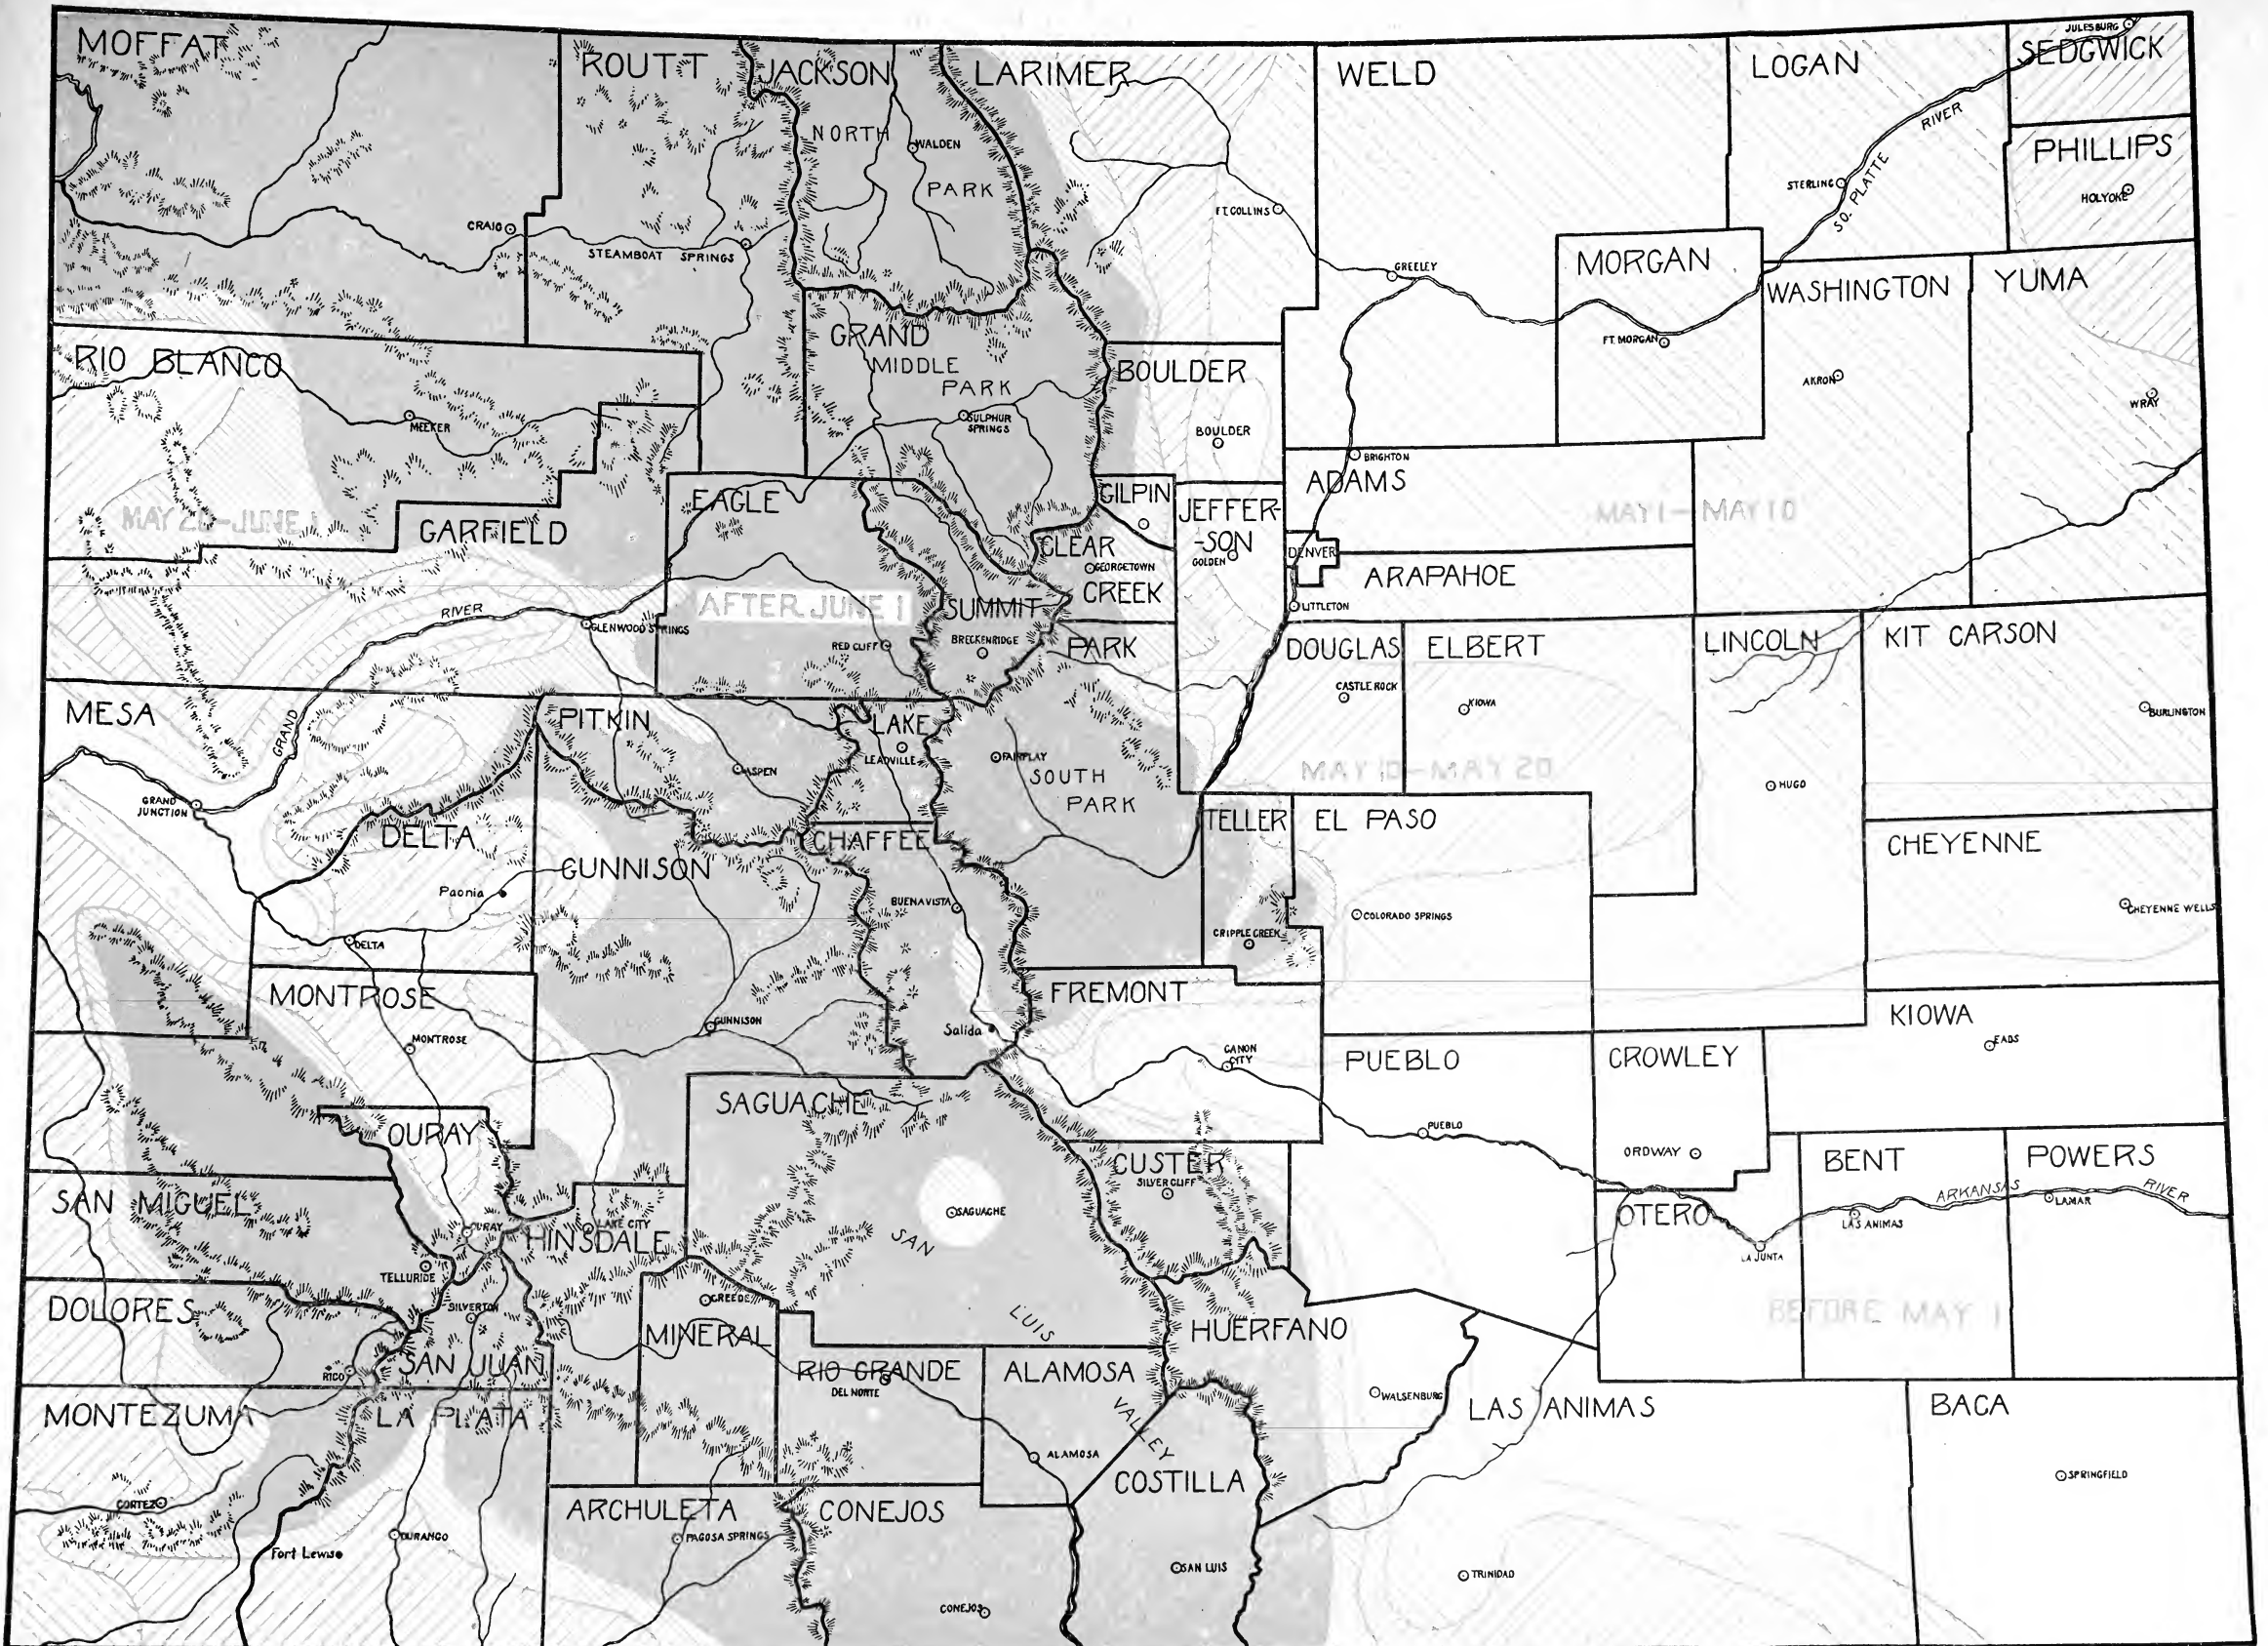 MOFFAT
ROUTT
JACKSON
LARIMER
WELD
LOGAN
JULESBURG
SEDGWICK
NORTH
WALDEN
PARK
RIVER
SO. PLATTE
PHILLIPS
STERLING
HOLYOKE
FT. COLLINS
CRAIG
STEAMBOAT SPRINGS
GREELEY
MORGAN
WASHINGTON
YUMA
GRAND
MIDDLE
PARK
FT. MORGAN
RIO BLANCO
BOULDER
AKRON
WRAY
MEEKER
SULPHUR
SPRINGS
BOULDER
BRIGHTON
ADAMS
EAGLE
GILPIN
JEFFER-
-SON
MAY 1 - MAY 10
MAY 20 - JUNE 1
GARFIELD
CLEAR
GEORGETOWN
CREEK
GOLDEN
DENVER
ARAPAHOE
AFTER JUNE 1
SUMMIT
LITTLETON
RIVER
GLENWOOD SPRINGS
RED CLIFF
BRECKENRIDGE
PARK
DOUGLAS
ELBERT
LINCOLN
KIT CARSON
CASTLE ROCK
KIOWA
BURLINGTON
MESA
PITKIN
LAKE
LEADVILLE
GRAND
ASPEN
FAIRPLAY
SOUTH
PARK
MAY 10 - MAY 20
HUGO
GRAND
JUNCTION
DELTA
CHAFFEE
TELLER
EL PASO
CHEYENNE
GUNNISON
Paonia
BUENA VISTA
COLORADO SPRINGS
CHEYENNE WELLS
DELTA
CRIPPLE CREEK
MONTROSE
FREMONT
KIOWA
GUNNISON
Salida
MONTROSE
CANON
CITY
PUEBLO
CROWLEY
EADS
SAGUACHE
OURAY
PUEBLO
ORDWAY
BENT
POWERS
CUSTER
SILVER CLIFF
SAN MIGUEL
SAGUACHE
ARKANSAS
RIVER
LAMAR
OURAY
LAKE CITY
HINSDALE
SAN
OTERO
LAS ANIMAS
LA JUNTA
TELLURIDE
DOLORES
SILVERTON
CREEDE
LUIS
BEFORE MAY 1
MINERAL
HUERFANO
RICO
SAN JUAN
RIO GRANDE
DEL NORTE
ALAMOSA
WALSENBURG
MONTEZUMA
LA PLATA
VALLEY
LAS ANIMAS
BACA
ALAMOSA
COSTILLA
SPRINGFIELD
CORTEZ
ARCHULETA
CONEJOS
DURANGO
PAGOSA SPRINGS
Fort Lewis
SAN LUIS
TRINIDAD
CONEJOS